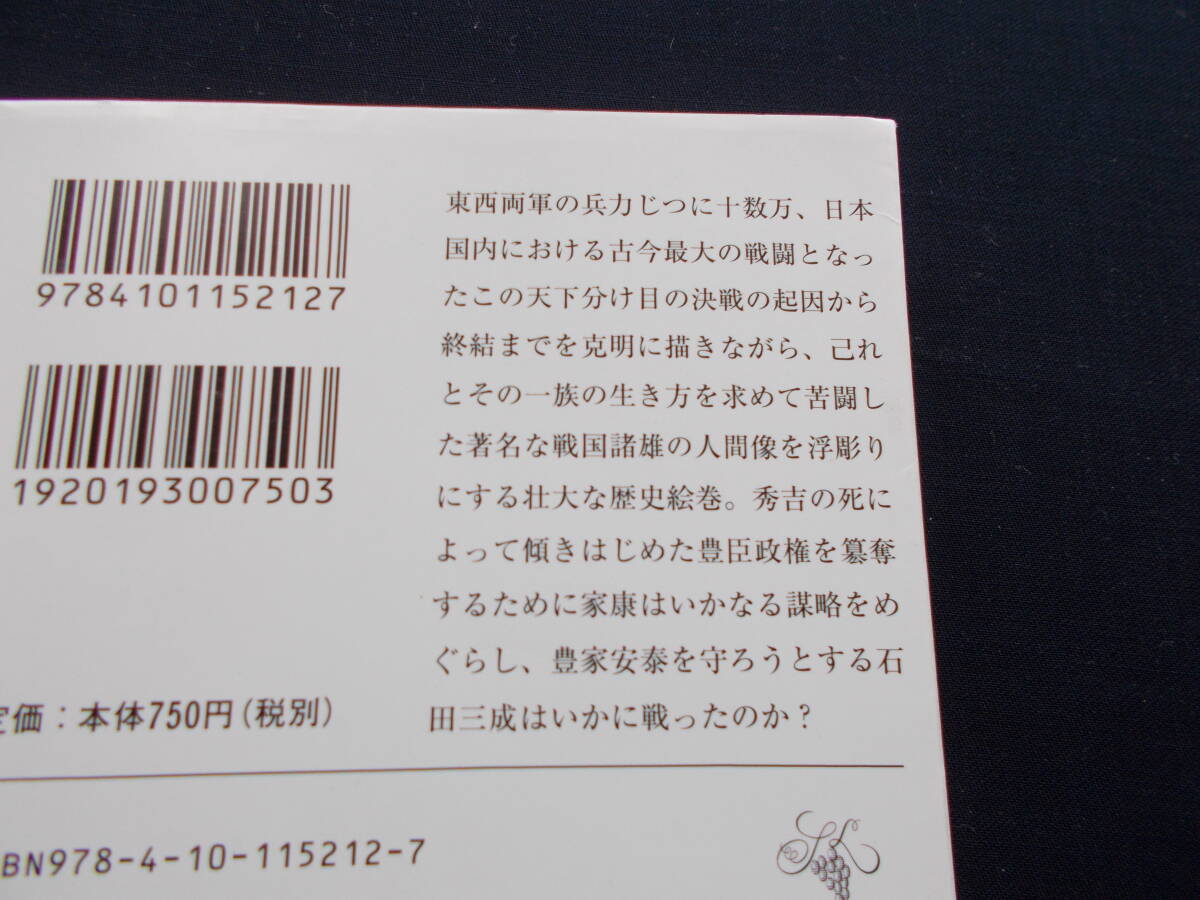 9784101152127
1920193007503
定価：本体750円(税別)
東西両軍の兵力じつに十数万、日本
国内における古今最大の戦闘となっ
たこの天下分け目の決戦の起因から
終結までを克明に描きながら、己れ
とその一族の生き方を求めて苦闘し
た著名な戦国諸雄の人間像を浮彫り
にする壮大な歴史絵巻。秀吉の死に
よって傾きはじめた豊臣政権を簒奪
するために家康はいかなる謀略をめ
ぐらし、豊家安泰を守ろうとする石
田三成はいかに戦ったのか？
BN978-4-10-115212-7